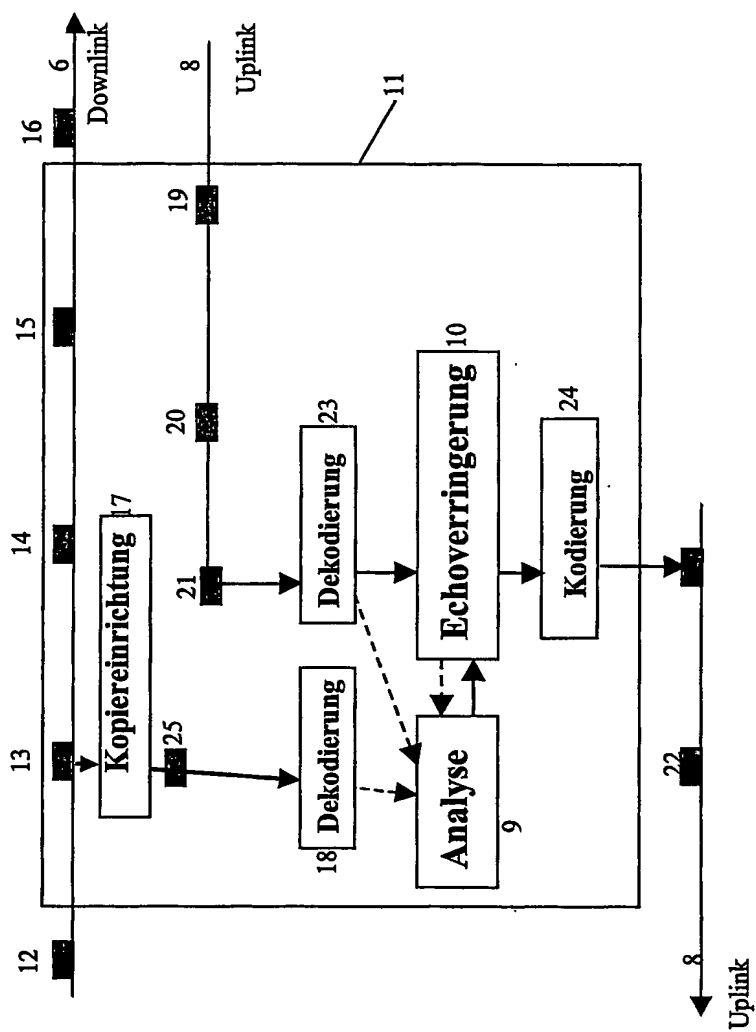 12
13
14
15
16
6
Downlink
Kopiereinrichtung
17
25
21
20
19
8
Uplink
18
Dekodierung
Dekodierung
23
11
Analyse
9
Echoverringerung
10
Kodierung
24
22
8
Uplink